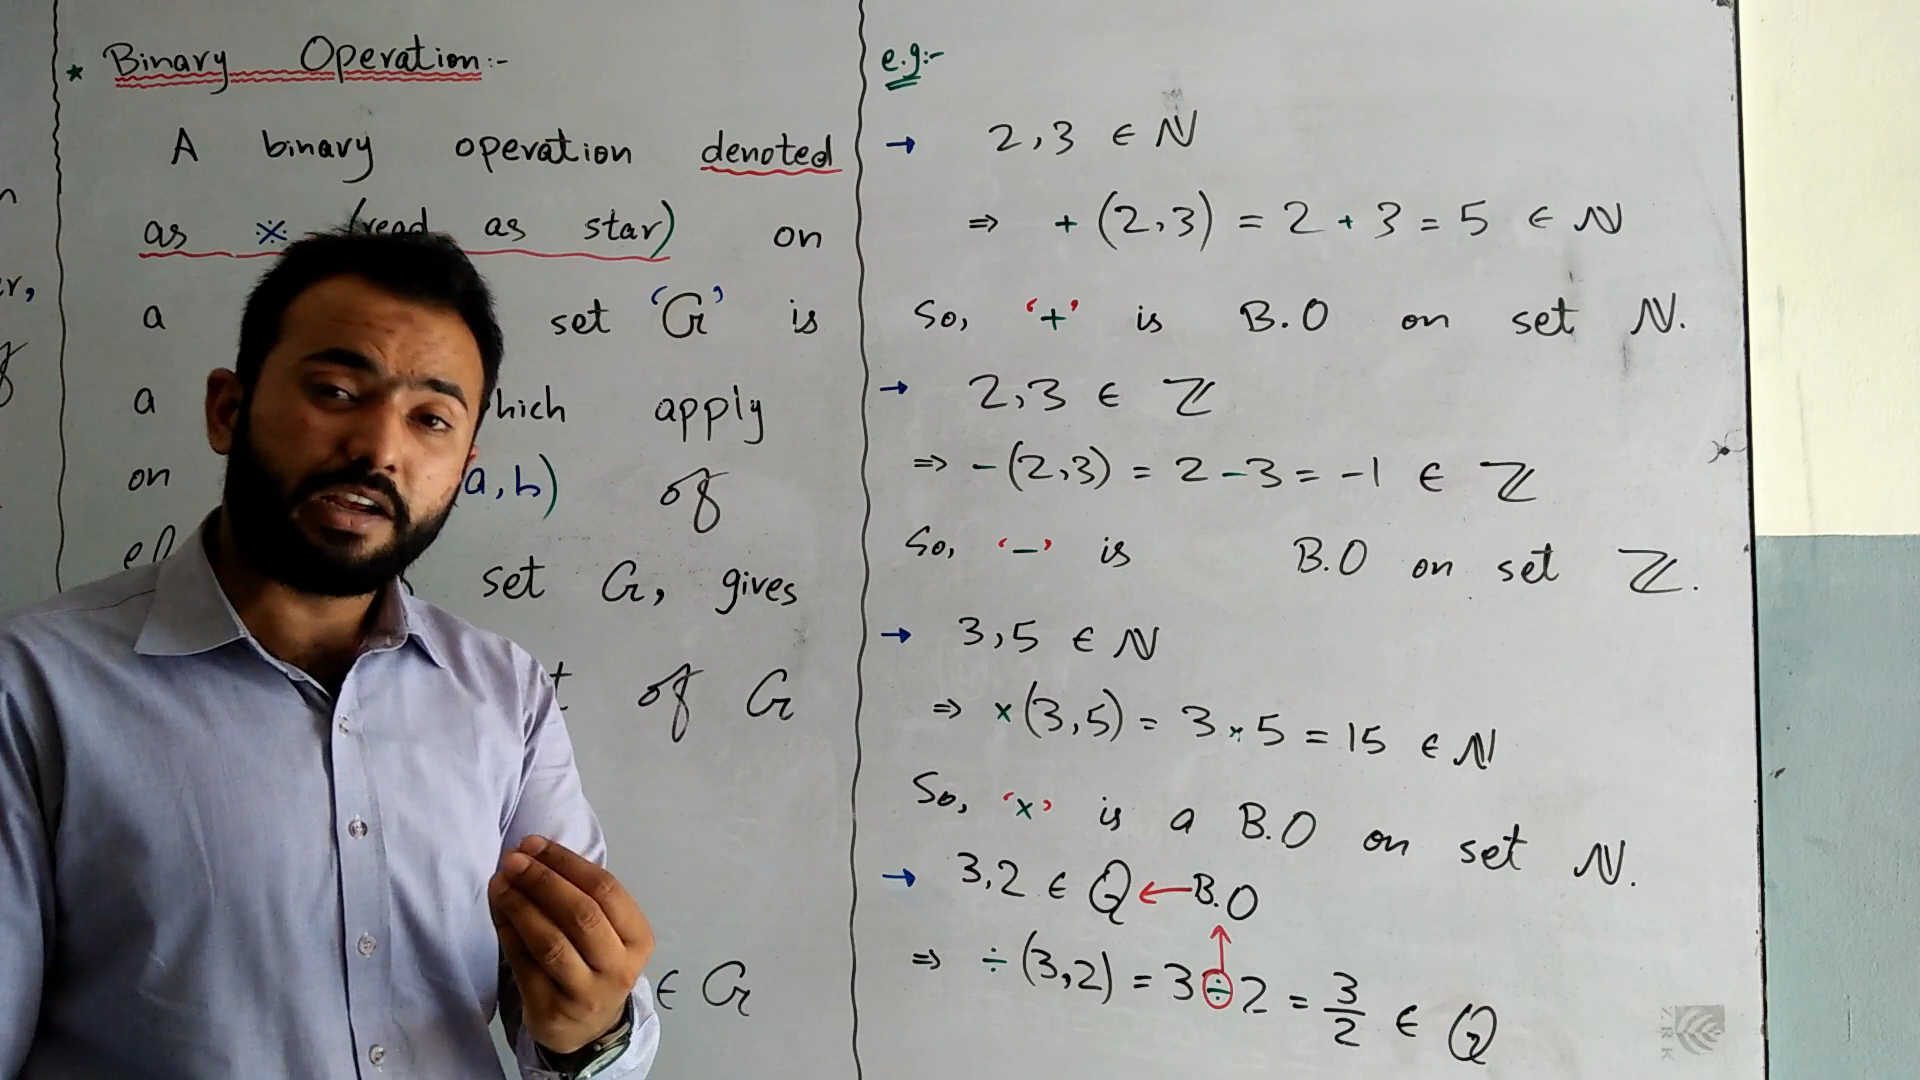 * Binary Operation:-
A binary operation denoted
as ※ (read as star) on
a set ‘G’ is
a which apply
on a,b) of
set G, gives
of G
∈ G
e.g:-
→ 2,3 ∈ ℕ
⇒ + (2,3) = 2 + 3 = 5 ∈ ℕ
So, ‘+’ is B.O on set ℕ.
→ 2,3 ∈ ℤ
⇒ -(2,3) = 2 - 3 = -1 ∈ ℤ
So, ‘-’ is B.O on set ℤ.
→ 3,5 ∈ ℕ
⇒ ×(3,5) = 3 × 5 = 15 ∈ ℕ
So, ‘×’ is a B.O on set ℕ.
→ 3,2 ∈ ℚ ← B.O
⇒ ÷ (3,2) = 3 ÷ 2 = 3/2 ∈ ℚ
ZRK